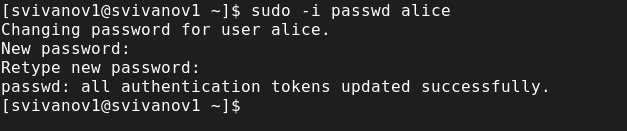 [svivanov1@svivanov1 ~]$ sudo -i passwd alice
Changing password for user alice.
New password:
Retype new password:
passwd: all authentication tokens updated successfully.
[svivanov1@svivanov1 ~]$